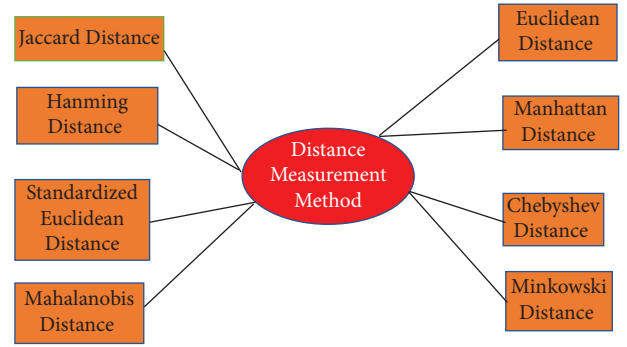 Jaccard Distance
Hanming
Distance
Standardized
Euclidean
Distance
Mahalanobis
Distance
Distance
Measurement
Method
Euclidean
Distance
Manhattan
Distance
Chebyshev
Distance
Minkowski
Distance